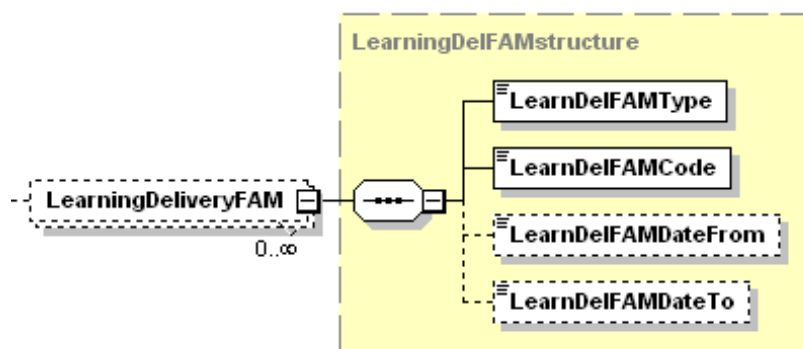 LearningDelFAMstructure
LearnDelFAMType
LearnDelFAMCode
LearningDeliveryFAM
0..∞
LearnDelFAMDateFrom
LearnDelFAMDateTo